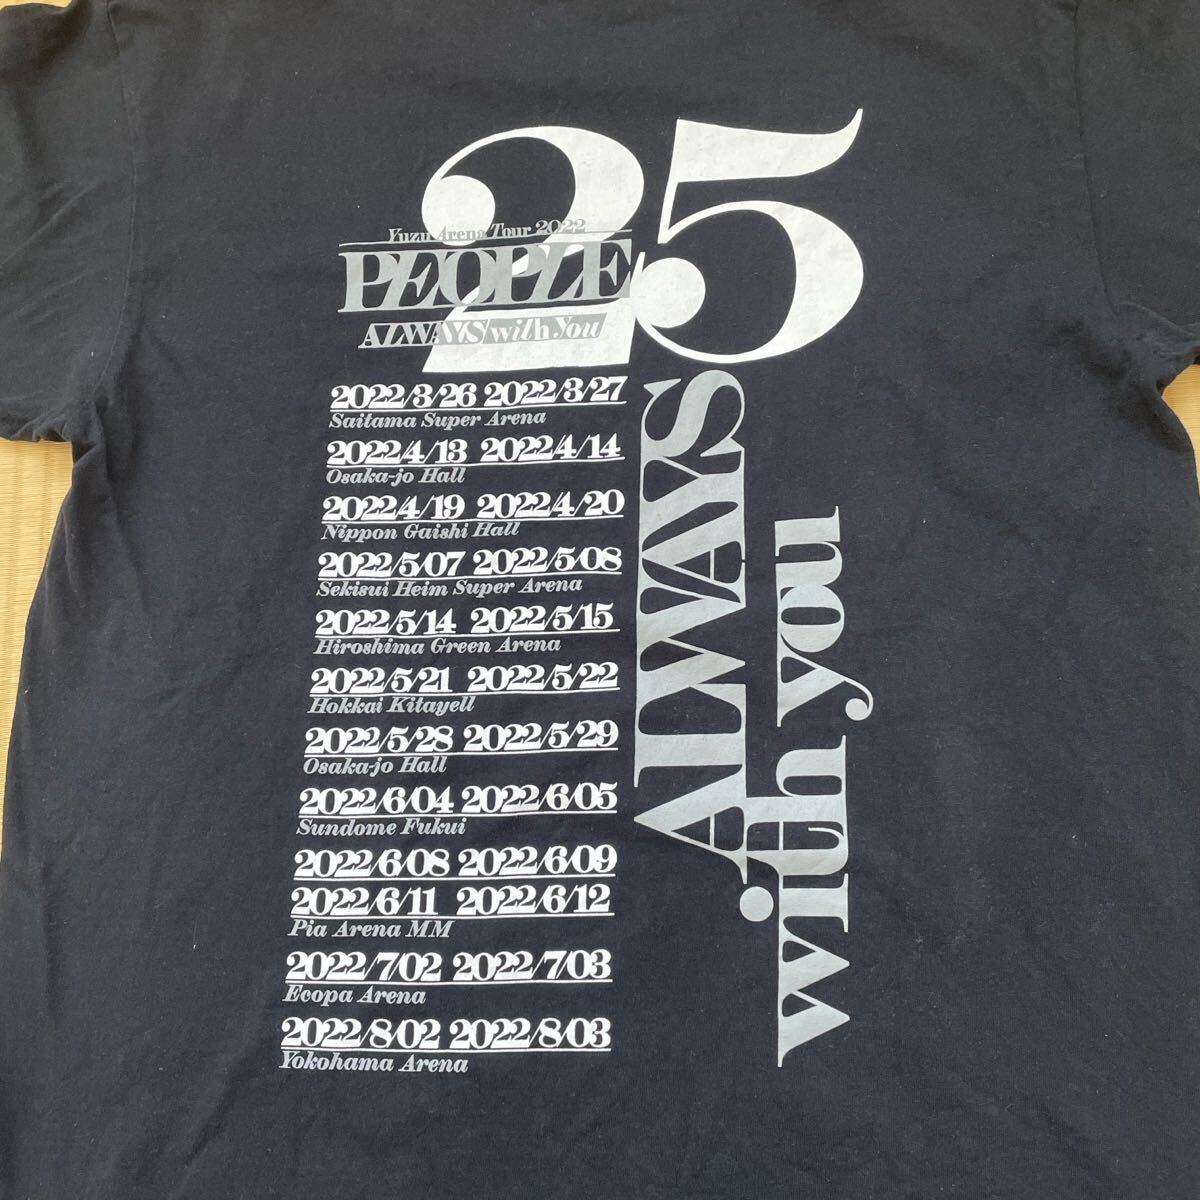 25
Yuzu Arena Tour 2022
PEOPLE
ALWAYS with You
2022/3/26 2022/3/27
Saitama Super Arena
2022/4/13 2022/4/14
Osaka-jo Hall
2022/4/19 2022/4/20
Nippon Gaishi Hall
2022/5/07 2022/5/08
Sekisui Heim Super Arena
2022/5/14 2022/5/15
Hiroshima Green Arena
2022/5/21 2022/5/22
Hokkai Kitayell
2022/5/28 2022/5/29
Osaka-jo Hall
2022/6/04 2022/6/05
Sundome Fukui
2022/6/08 2022/6/09
2022/6/11 2022/6/12
Pia Arena MM
2022/7/02 2022/7/03
Ecopa Arena
2022/8/02 2022/8/03
Yokohama Arena
ALWAYS
with you